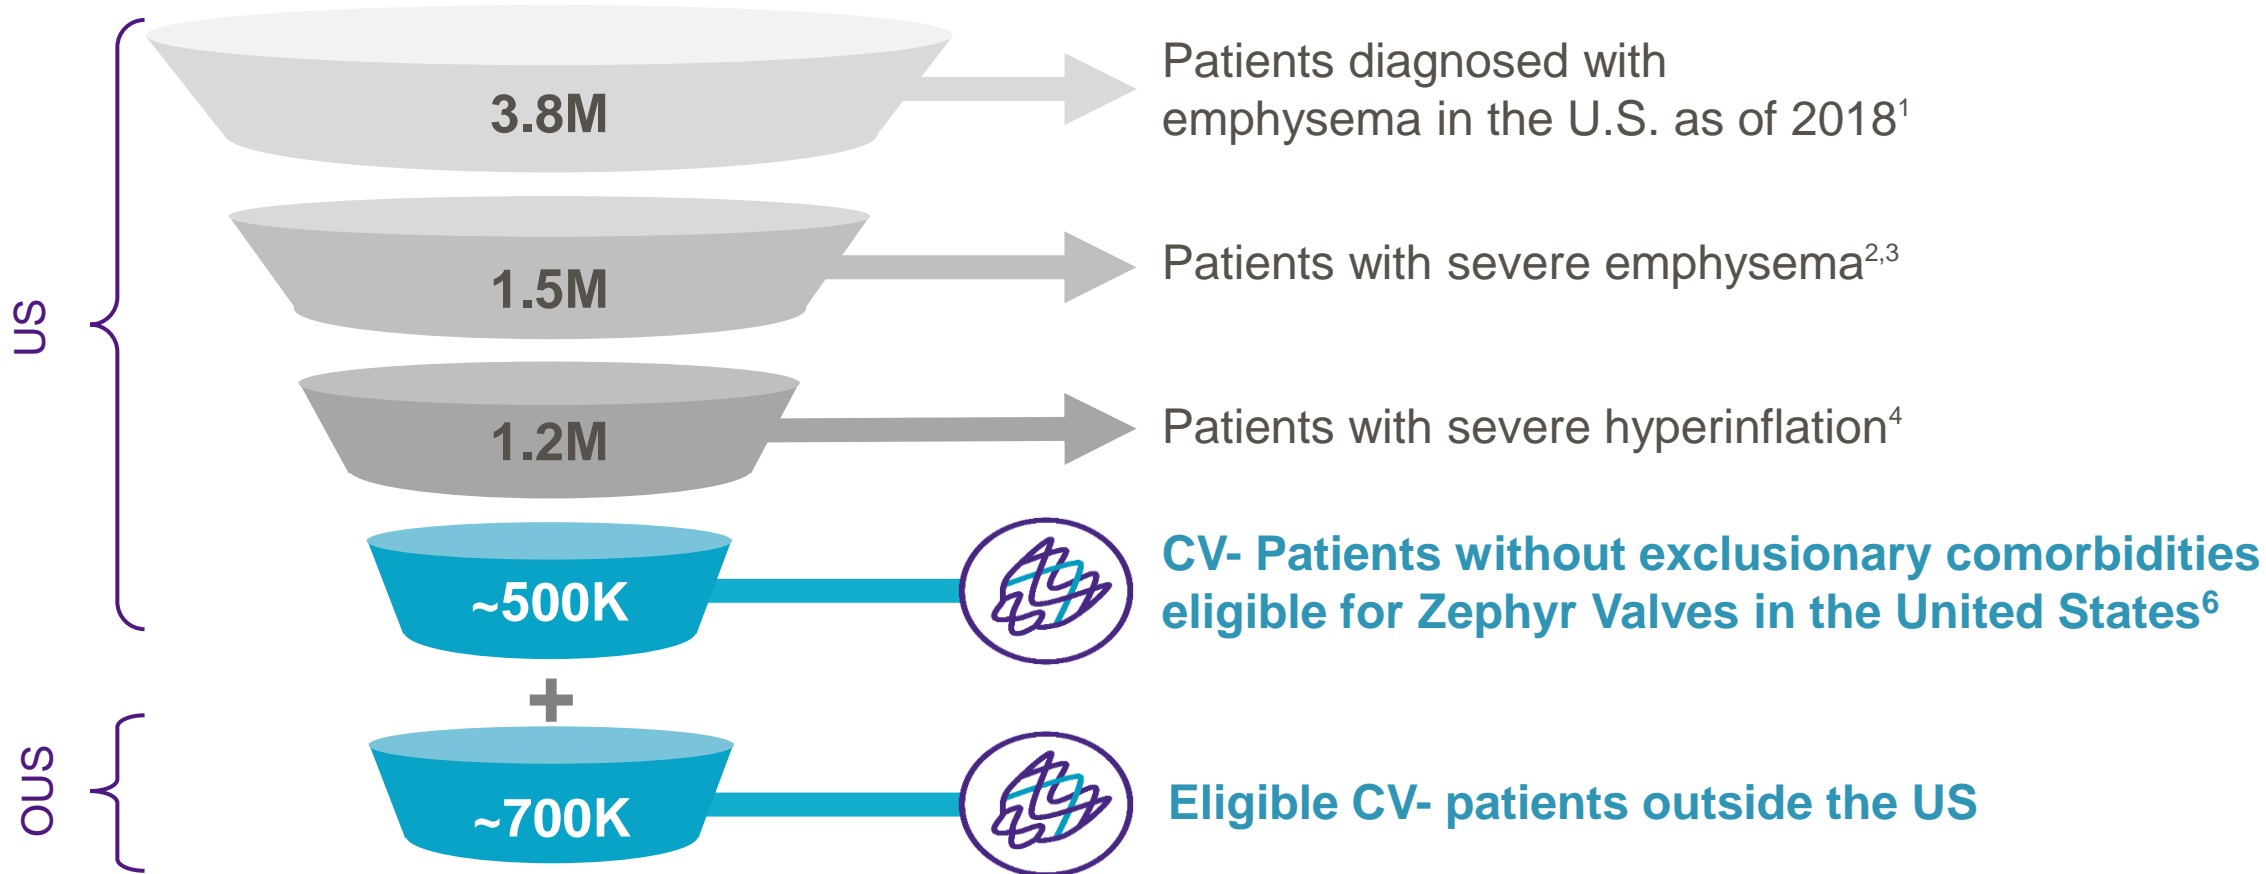 US
3.8M
Patients diagnosed with
emphysema in the U.S. as of 2018¹
1.5M
Patients with severe emphysema²,³
1.2M
Patients with severe hyperinflation⁴
~500K
CV- Patients without exclusionary comorbidities
eligible for Zephyr Valves in the United States⁶
+
OUS
~700K
Eligible CV- patients outside the US